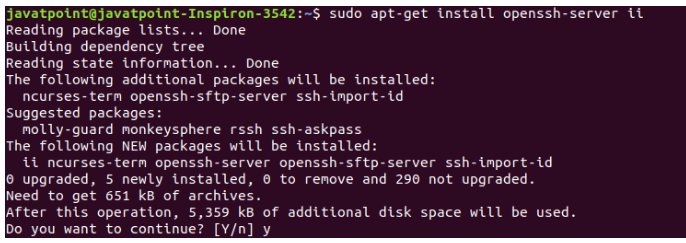 javatpoint@javatpoint-Inspiron-3542:~$ sudo apt-get install openssh-server ii
Reading package lists... Done
Building dependency tree
Reading state information... Done
The following additional packages will be installed:
  ncurses-term openssh-sftp-server ssh-import-id
Suggested packages:
  molly-guard monkeysphere rssh ssh-askpass
The following NEW packages will be installed:
  ii ncurses-term openssh-server openssh-sftp-server ssh-import-id
0 upgraded, 5 newly installed, 0 to remove and 290 not upgraded.
Need to get 651 kB of archives.
After this operation, 5,359 kB of additional disk space will be used.
Do you want to continue? [Y/n] y